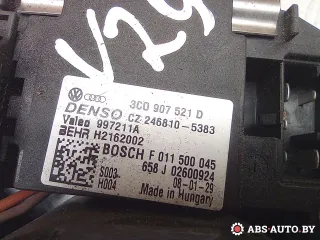 V29
3C0 907 521 D
DENSO CZ 246810-5383
Valeo 997211A
BEHR H2162002
BOSCH F 011 500 045
658 J 02600924
S003
H004
08-01-29
Made in Hungary
ABS-AUTO.BY